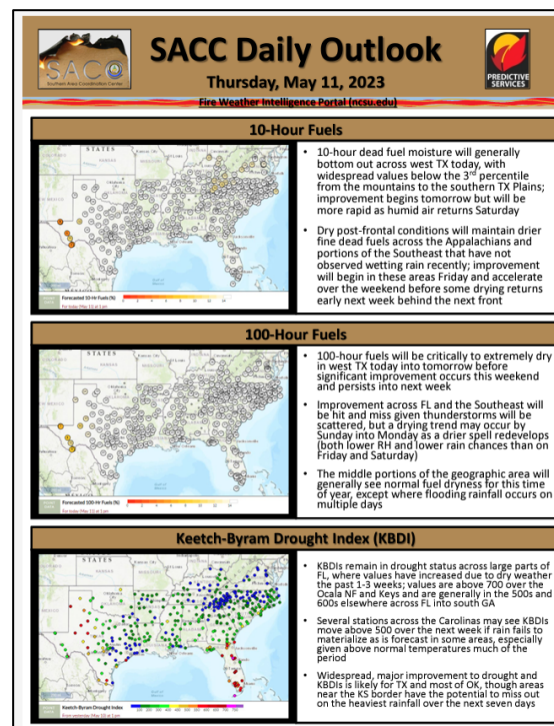 SACC Daily Outlook
Thursday, May 11, 2023
Fire Weather Intelligence Portal (ncsu.edu)
SACC
Southern Area Coordination Center
PREDICTIVE
SERVICES
10-Hour Fuels
STATES
Forecasted 10-Hr Fuels (%)
• 10-hour dead fuel moisture will generally
bottom out across west TX today, with
widespread values below the 3rd percentile
from the mountains to the southern TX Plains;
improvement begins tomorrow but will be
more rapid as humid air returns Saturday
• Dry post-frontal conditions will maintain drier
fine dead fuels across the Appalachians and
portions of the Southeast that have not
observed wetting rain recently; improvement
will begin in these areas Friday and accelerate
over the weekend before some drying returns
early next week behind the next front
100-Hour Fuels
STATES
Forecasted 100-Hr Fuels (%)
• 100-hour fuels will be critically to extremely dry
in west TX today into tomorrow before
significant improvement occurs this weekend
and persists into next week
• Improvement across FL and the Southeast will
be hit and miss given thunderstorms will be
scattered, but a drying trend may occur by
Sunday into Monday as a drier spell redevelops
(both lower RH and lower rain chances than on
Friday and Saturday)
• The middle portions of the geographic area will
generally see normal fuel dryness for this time
of year, except where flooding rainfall occurs on
multiple days
Keetch-Byram Drought Index (KBDI)
STATES
Keetch-Byram Drought Index
• KBDIs remain in drought status across large parts of
FL, where values have increased due to dry weather
the past 1-3 weeks; values are above 700 over the
Ocala NF and Keys and are generally in the 500s and
600s elsewhere across FL into south GA
• Several stations across the Carolinas may see KBDIs
move above 500 over the next week if rain fails to
materialize as is forecast in some areas, especially
given above normal temperatures much of the
period
• Widespread, major improvement to drought and
KBDIs is likely for TX and most of OK, though areas
near the KS border have the potential to miss out
on the heaviest rainfall over the next seven days